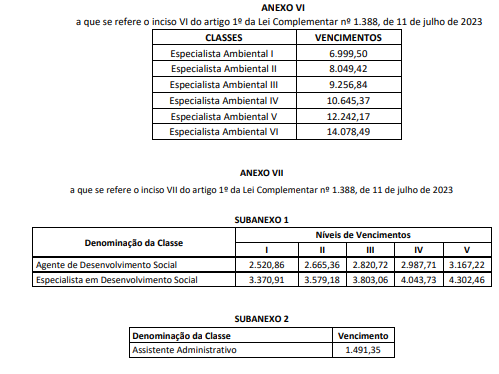 ANEXO VI
a que se refere o inciso VI do artigo 1º da Lei Complementar nº 1.388, de 11 de julho de 2023
CLASSES VENCIMENTOS
Especialista Ambiental I 6.999,50
Especialista Ambiental II 8.049,42
Especialista Ambiental III 9.256,84
Especialista Ambiental IV 10.645,37
Especialista Ambiental V 12.242,17
Especialista Ambiental VI 14.078,49
ANEXO VII
a que se refere o inciso VII do artigo 1º da Lei Complementar nº 1.388, de 11 de julho de 2023
SUBANEXO 1
Denominação da Classe Níveis de Vencimentos
I II III IV V
Agente de Desenvolvimento Social 2.520,86 2.665,36 2.820,72 2.987,71 3.167,22
Especialista em Desenvolvimento Social 3.370,91 3.579,18 3.803,06 4.043,73 4.302,46
SUBANEXO 2
Denominação da Classe Vencimento
Assistente Administrativo 1.491,35